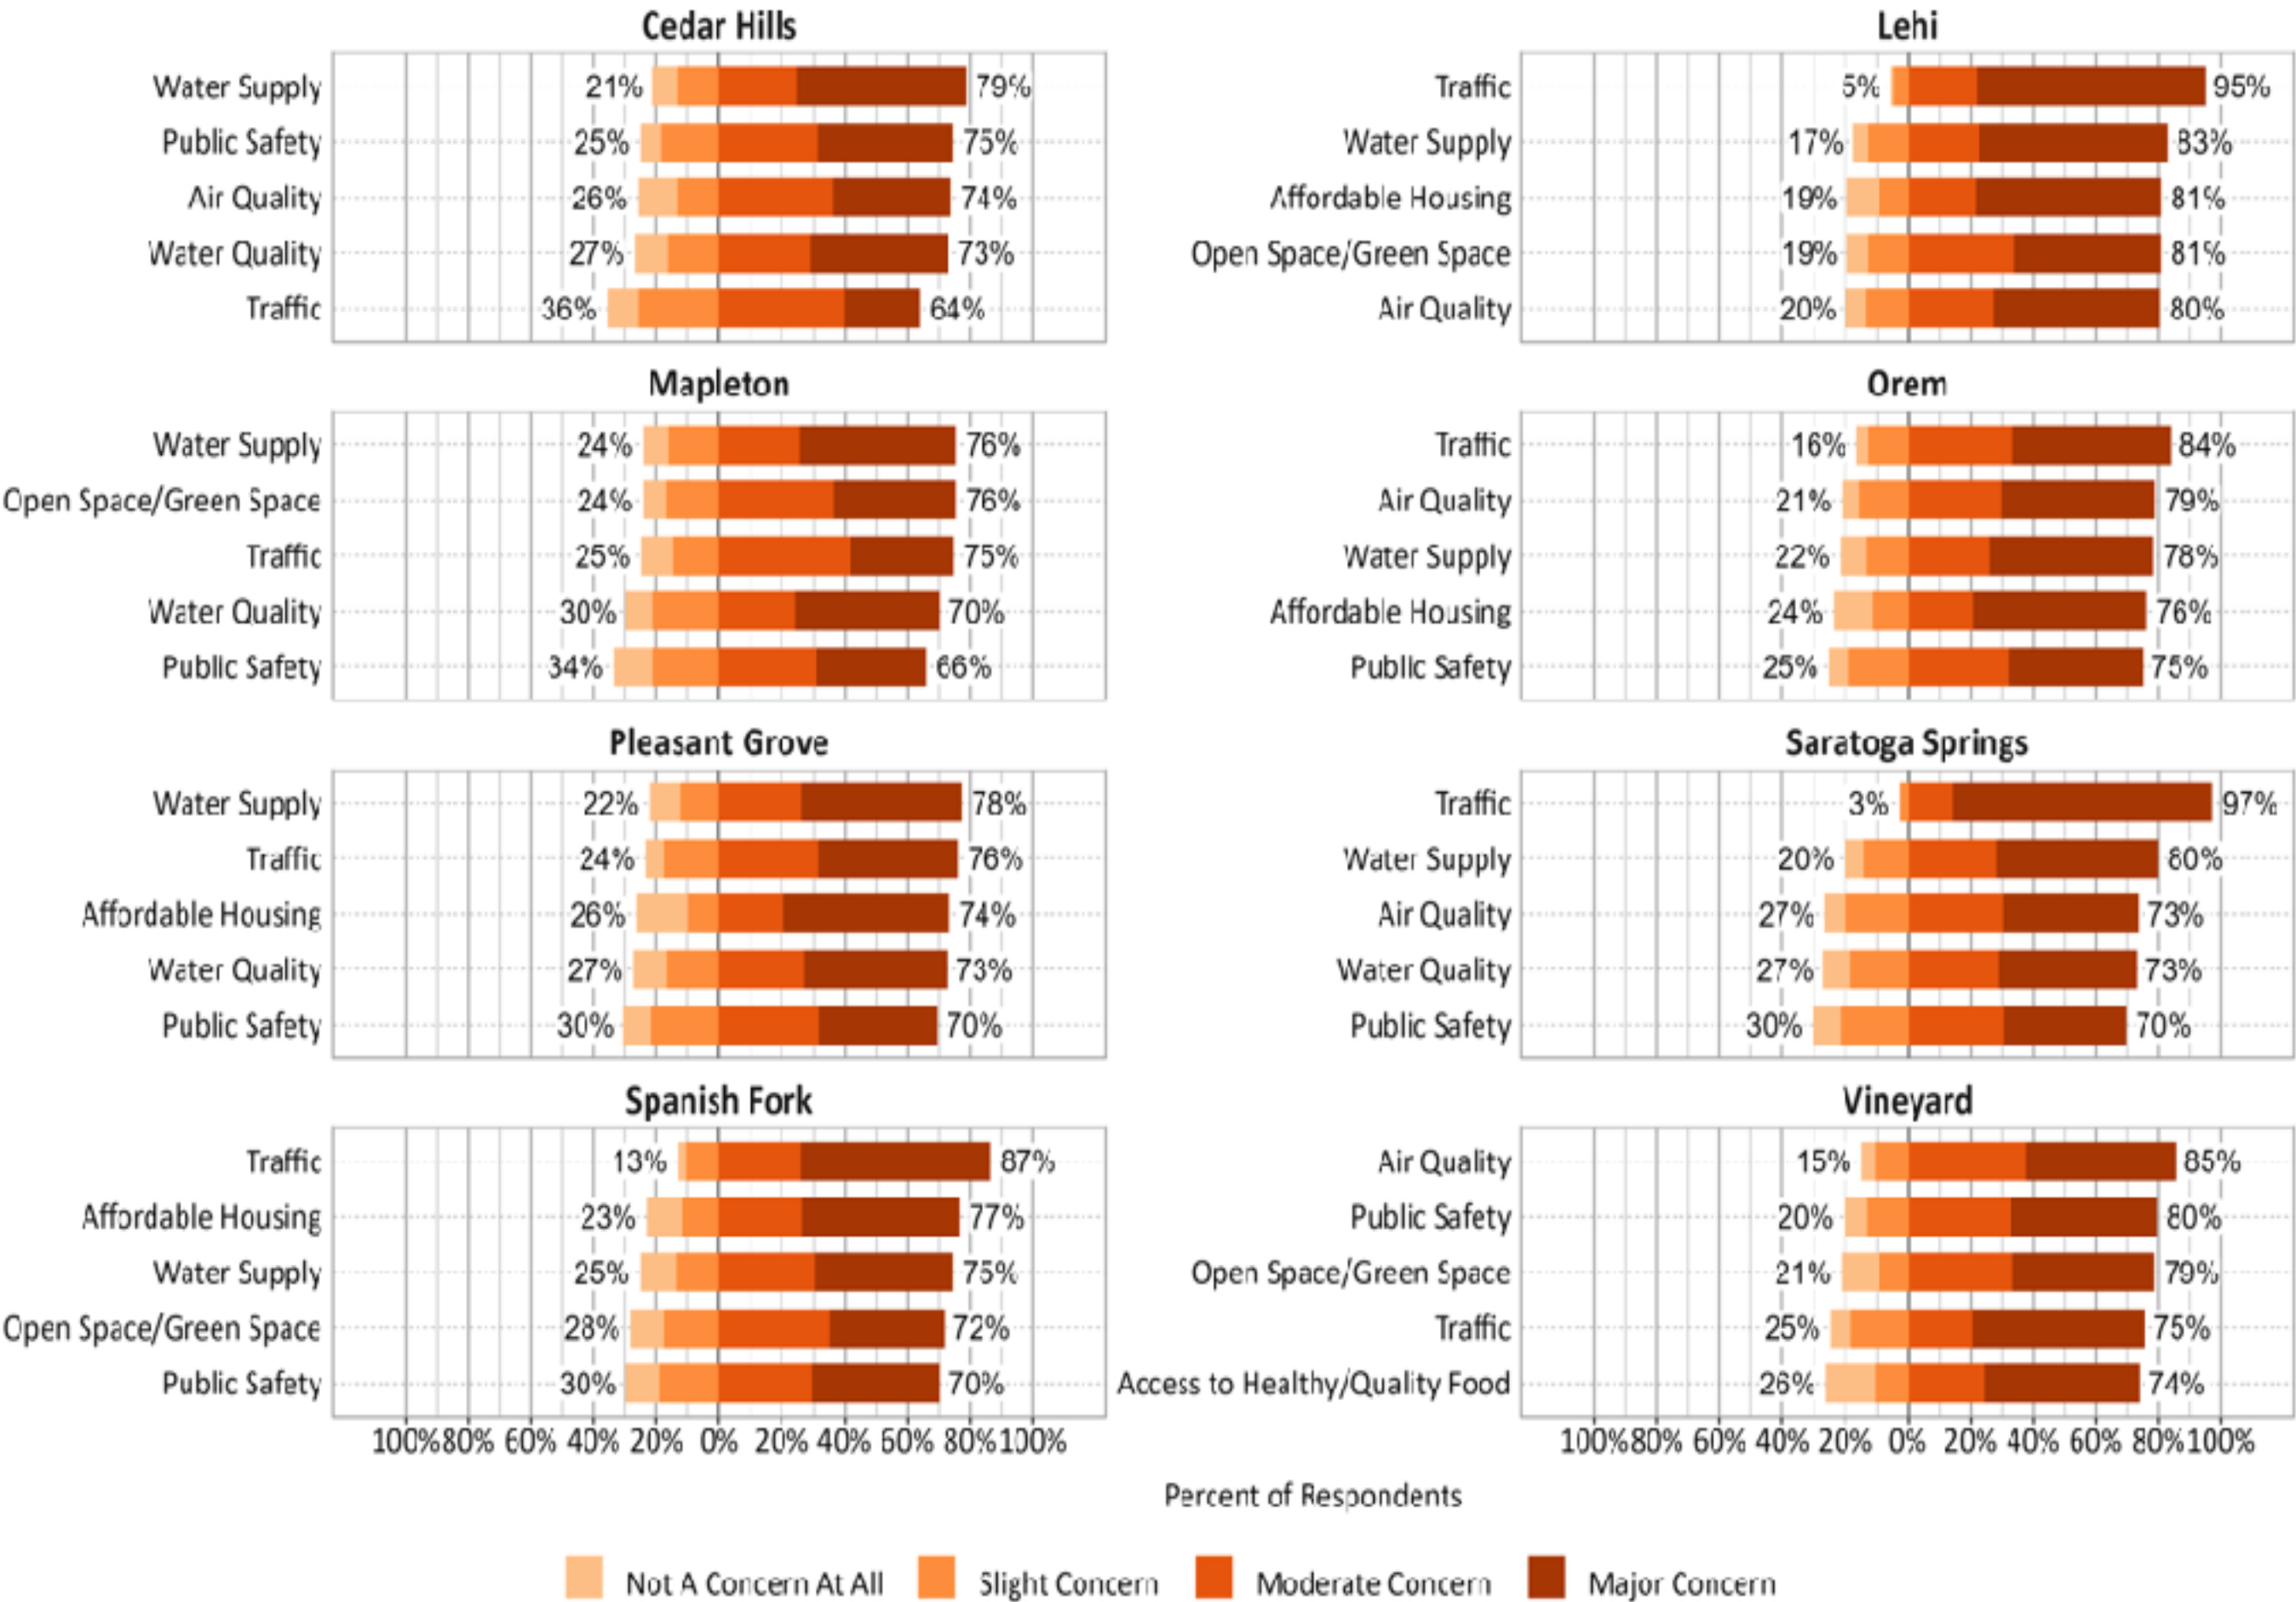 Cedar Hills
Water Supply 21% 79%
Public Safety 25% 75%
Air Quality 26% 74%
Water Quality 27% 73%
Traffic 36% 64%
Lehi
Traffic 5% 95%
Water Supply 17% 83%
Affordable Housing 19% 81%
Open Space/Green Space 19% 81%
Air Quality 20% 80%
Mapleton
Water Supply 24% 76%
Open Space/Green Space 24% 76%
Traffic 25% 75%
Water Quality 30% 70%
Public Safety 34% 66%
Orem
Traffic 16% 84%
Air Quality 21% 79%
Water Supply 22% 78%
Affordable Housing 24% 76%
Public Safety 25% 75%
Pleasant Grove
Water Supply 22% 78%
Traffic 24% 76%
Affordable Housing 26% 74%
Water Quality 27% 73%
Public Safety 30% 70%
Saratoga Springs
Traffic 3% 97%
Water Supply 20% 80%
Air Quality 27% 73%
Water Quality 27% 73%
Public Safety 30% 70%
Spanish Fork
Traffic 13% 87%
Affordable Housing 23% 77%
Water Supply 25% 75%
Open Space/Green Space 28% 72%
Public Safety 30% 70%
100% 80% 60% 40% 20% 0% 20% 40% 60% 80% 100%
Vineyard
Air Quality 15% 85%
Public Safety 20% 80%
Open Space/Green Space 21% 79%
Traffic 25% 75%
Access to Healthy/Quality Food 26% 74%
100% 80% 60% 40% 20% 0% 20% 40% 60% 80% 100%
Percent of Respondents
Not A Concern At All Slight Concern Moderate Concern Major Concern